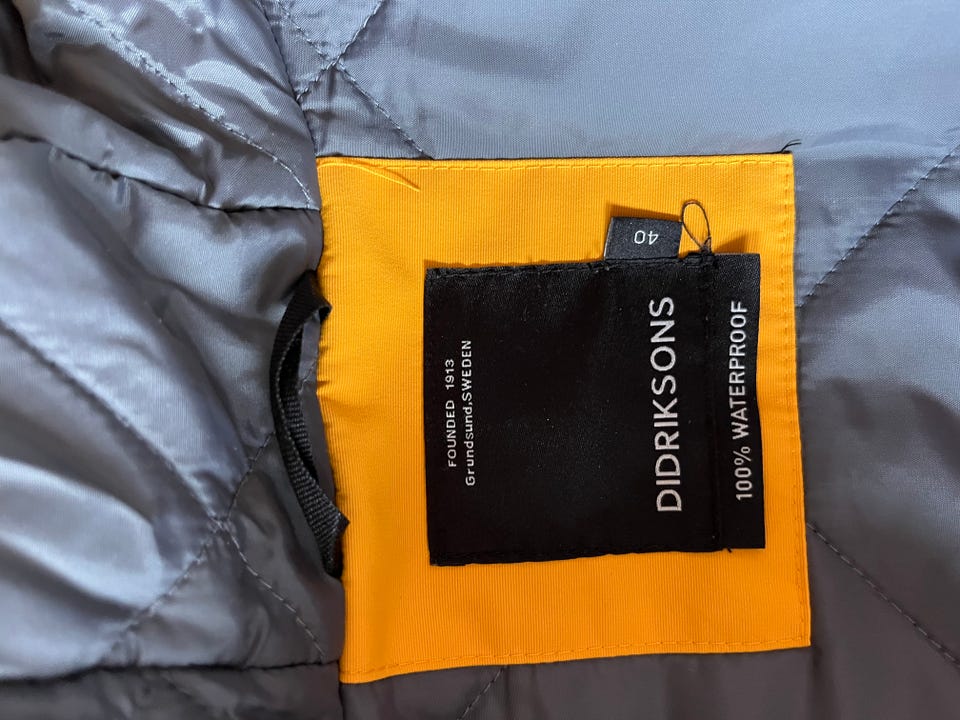 FOUNDED 1913
Grundsund.SWEDEN
DIDRIKSONS
100% WATERPROOF
40